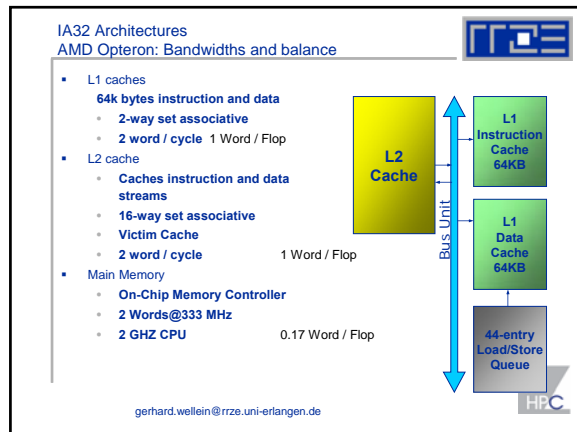 IA32 Architectures
AMD Opteron: Bandwidths and balance
rrze
L1 caches
64k bytes instruction and data
2-way set associative
2 word / cycle 1 Word / Flop
L2 cache
Caches instruction and data
streams
16-way set associative
Victim Cache
2 word / cycle 1 Word / Flop
Main Memory
On-Chip Memory Controller
2 Words@333 MHz
2 GHZ CPU 0.17 Word / Flop
L2
Cache
Bus Unit
L1
Instruction
Cache
64KB
L1
Data
Cache
64KB
44-entry
Load/Store
Queue
HPC
gerhard.wellein@rrze.uni-erlangen.de